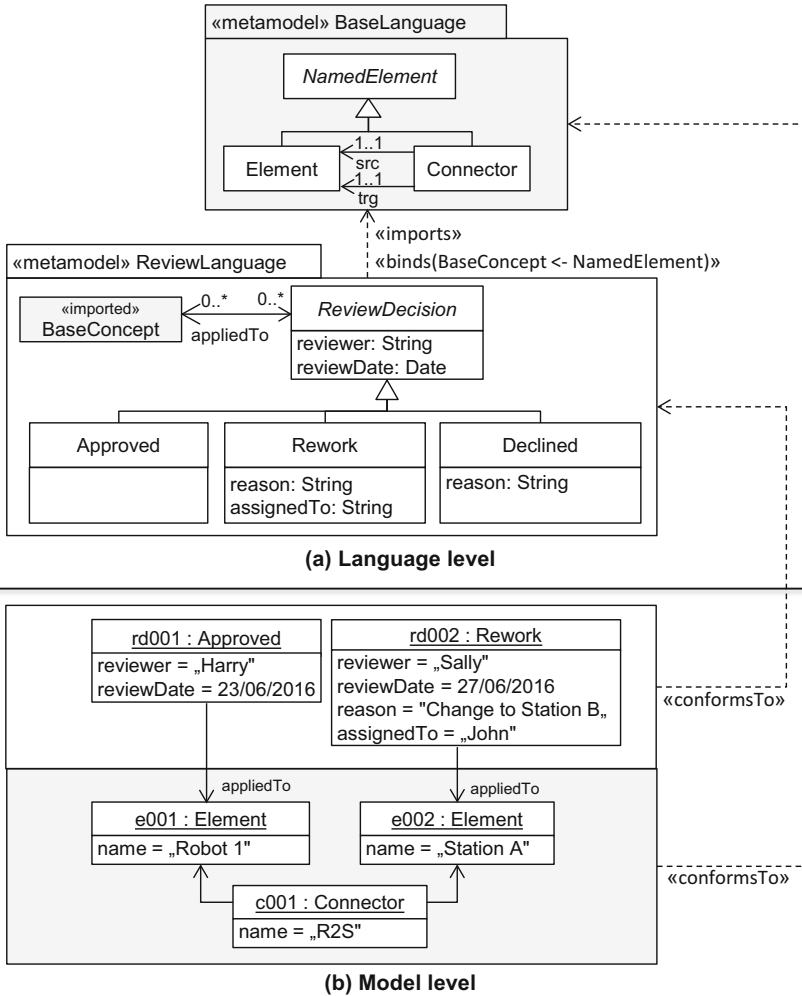 «metamodel» BaseLanguage
NamedElement
Element
1..1
src
1..1
trg
Connector
«imports»
«binds(BaseConcept <- NamedElement)»
«metamodel» ReviewLanguage
«imported»
BaseConcept
0..*
0..*
appliedTo
ReviewDecision
reviewer: String
reviewDate: Date
Approved
Rework
reason: String
assignedTo: String
Declined
reason: String
(a) Language level
rd001 : Approved
reviewer = „Harry"
reviewDate = 23/06/2016
rd002 : Rework
reviewer = „Sally"
reviewDate = 27/06/2016
reason = "Change to Station B„
assignedTo = „John"
«conformsTo»
appliedTo
appliedTo
e001 : Element
name = „Robot 1"
e002 : Element
name = „Station A"
«conformsTo»
c001 : Connector
name = „R2S"
(b) Model level